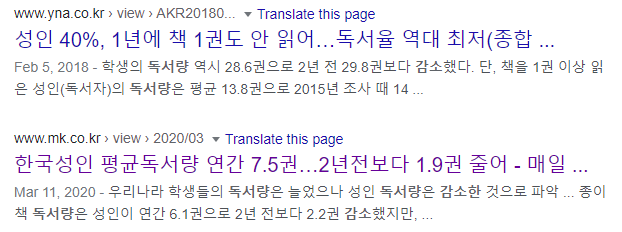 www.yna.co.kr › view › AKR20180... ▼ Translate this page
성인 40%, 1년에 책 1권도 안 읽어…독서율 역대 최저(종합 ...
Feb 5, 2018 - 학생의 독서량 역시 28.6권으로 2년 전 29.8권보다 감소했다. 단, 책을 1권 이상 읽
은 성인(독서자)의 독서량은 평균 13.8권으로 2015년 조사 때 14 ...
www.mk.co.kr › view › 2020/03 ▼ Translate this page
한국성인 평균독서량 연간 7.5권…2년전보다 1.9권 줄어 - 매일 ...
Mar 11, 2020 - 우리나라 학생들의 독서량은 늘었으나 성인 독서량은 감소한 것으로 파악 ... 종이
책 독서량은 성인이 연간 6.1권으로 2년 전보다 2.2권 감소했지만, ...